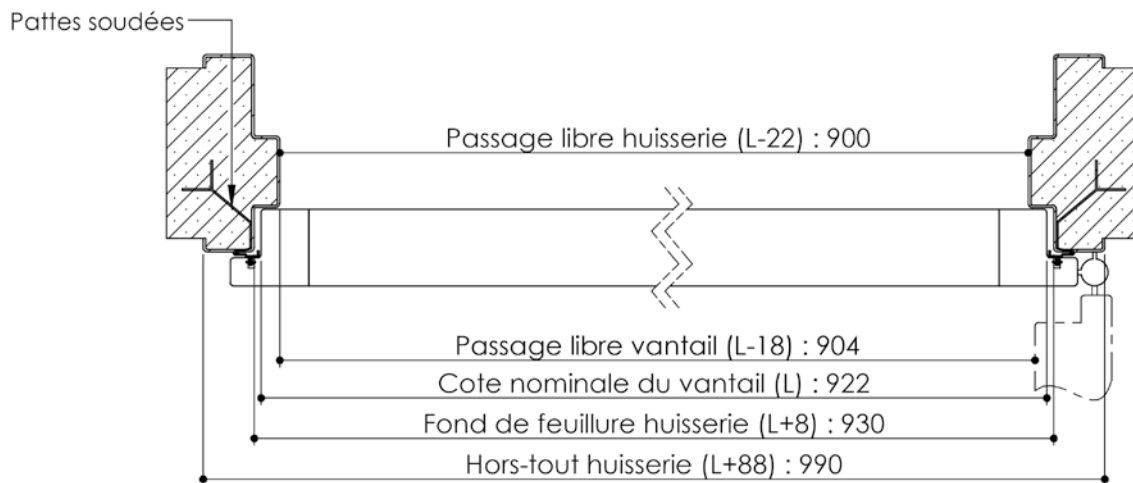 Pattes soudées
Passage libre huisserie (L-22) : 900
Passage libre vantail (L-18) : 904
Cote nominale du vantail (L) : 922
Fond de feuillure huisserie (L+8) : 930
Hors-tout huisserie (L+88) : 990